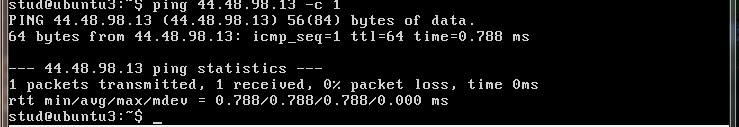 stud@ubuntu3:~$ ping 44.48.98.13 -c 1
PING 44.48.98.13 (44.48.98.13) 56(84) bytes of data.
64 bytes from 44.48.98.13: icmp_seq=1 ttl=64 time=0.788 ms

--- 44.48.98.13 ping statistics ---
1 packets transmitted, 1 received, 0% packet loss, time 0ms
rtt min/avg/max/mdev = 0.788/0.788/0.788/0.000 ms
stud@ubuntu3:~$ _